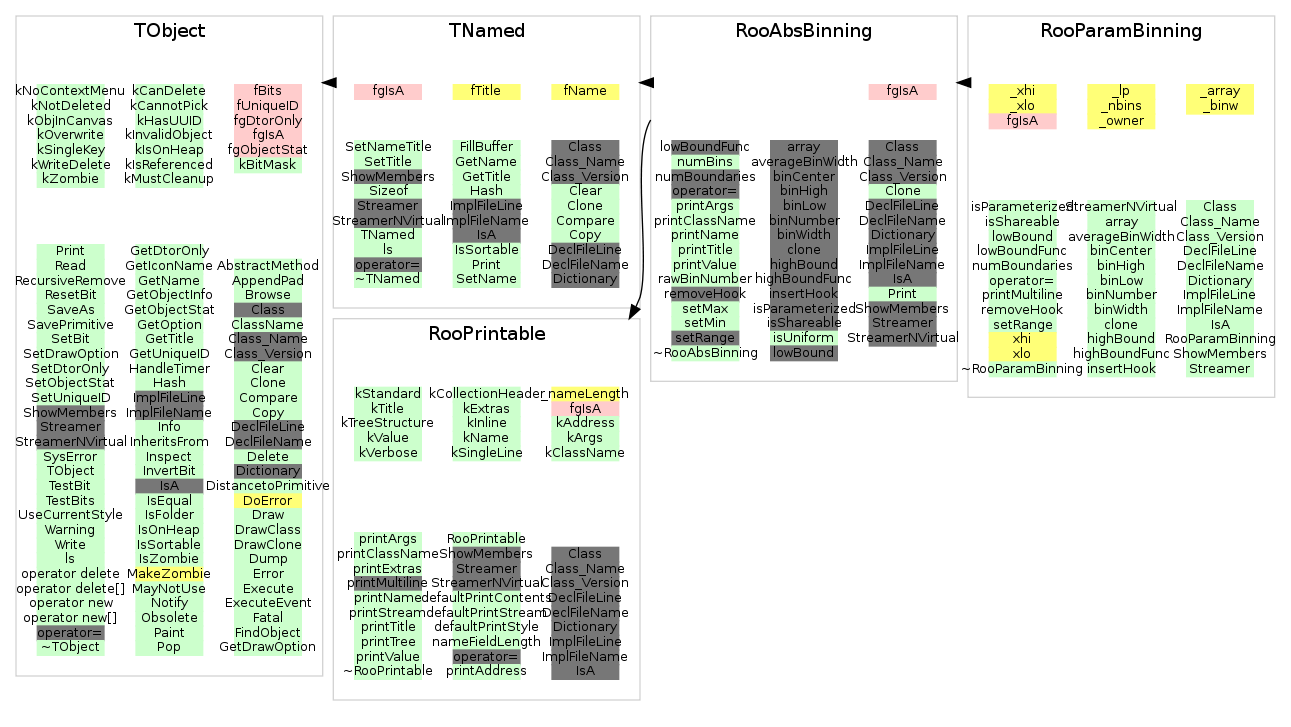 TObject
kNoContextMenu
kNotDeleted
kObjInCanvas
kOverwrite
kSingleKey
kWriteDelete
kZombie
kCanDelete
kCannotPick
kHasUUID
kInvalidObject
kIsOnHeap
kIsReferenced
kMustCleanup
fBits
fUniqueID
fgDtorOnly
fgIsA
fgObjectStat
kBitMask
Print
Read
RecursiveRemove
ResetBit
SaveAs
SavePrimitive
SetBit
SetDrawOption
SetDtorOnly
SetObjectStat
SetUniqueID
ShowMembers
Streamer
StreamerNVirtual
SysError
TObject
TestBit
TestBits
UseCurrentStyle
Warning
Write
ls
operator delete
operator delete[]
operator new
operator new[]
operator=
~TObject
GetDtorOnly
GetIconName
GetName
GetObjectInfo
GetObjectStat
GetOption
GetTitle
GetUniqueID
HandleTimer
Hash
ImplFileLine
ImplFileName
Info
InheritsFrom
Inspect
InvertBit
IsA
IsEqual
IsFolder
IsOnHeap
IsSortable
IsZombie
MakeZombie
MayNotUse
Notify
Obsolete
Paint
Pop
AbstractMethod
AppendPad
Browse
Class
ClassName
Class_Name
Class_Version
Clear
Clone
Compare
Copy
DeclFileLine
DeclFileName
Delete
Dictionary
DistancetoPrimitive
DoError
Draw
DrawClass
DrawClone
Dump
Error
Execute
ExecuteEvent
Fatal
FindObject
GetDrawOption
TNamed
fgIsA
fTitle
fName
SetNameTitle
SetTitle
ShowMembers
Sizeof
Streamer
StreamerNVirtual
TNamed
ls
operator=
~TNamed
FillBuffer
GetName
GetTitle
Hash
ImplFileLine
ImplFileName
IsA
IsSortable
Print
SetName
Class
Class_Name
Class_Version
Clear
Clone
Compare
Copy
DeclFileLine
DeclFileName
Dictionary
RooPrintable
kStandard
kTitle
kTreeStructure
kValue
kVerbose
kCollectionHeader
kExtras
kInline
kName
kSingleLine
_nameLength
fgIsA
kAddress
kArgs
kClassName
printArgs
printClassName
printExtras
printMultiline
printName
printStream
printTitle
printTree
printValue
~RooPrintable
RooPrintable
ShowMembers
Streamer
StreamerNVirtual
defaultPrintContents
defaultPrintStream
defaultPrintStyle
nameFieldLength
operator=
printAddress
Class
Class_Name
Class_Version
DeclFileLine
DeclFileName
Dictionary
ImplFileLine
ImplFileName
IsA
RooAbsBinning
fgIsA
lowBoundFunc
numBins
numBoundaries
operator=
printArgs
printClassName
printName
printTitle
printValue
rawBinNumber
removeHook
setMax
setMin
setRange
~RooAbsBinning
array
averageBinWidth
binCenter
binHigh
binLow
binNumber
binWidth
clone
highBound
highBoundFunc
insertHook
isParameterized
isShareable
isUniform
lowBound
Class
Class_Name
Class_Version
Clone
DeclFileLine
DeclFileName
Dictionary
ImplFileLine
ImplFileName
IsA
Print
ShowMembers
Streamer
StreamerNVirtual
RooParamBinning
_xhi
_xlo
fgIsA
_lp
_nbins
_owner
_array
_binw
isParameterized
isShareable
lowBound
lowBoundFunc
numBoundaries
operator=
printMultiline
removeHook
setRange
xhi
xlo
~RooParamBinning
StreamerNVirtual
array
averageBinWidth
binCenter
binHigh
binLow
binNumber
binWidth
clone
highBound
highBoundFunc
insertHook
Class
Class_Name
Class_Version
DeclFileLine
DeclFileName
Dictionary
ImplFileLine
ImplFileName
IsA
RooParamBinning
ShowMembers
Streamer